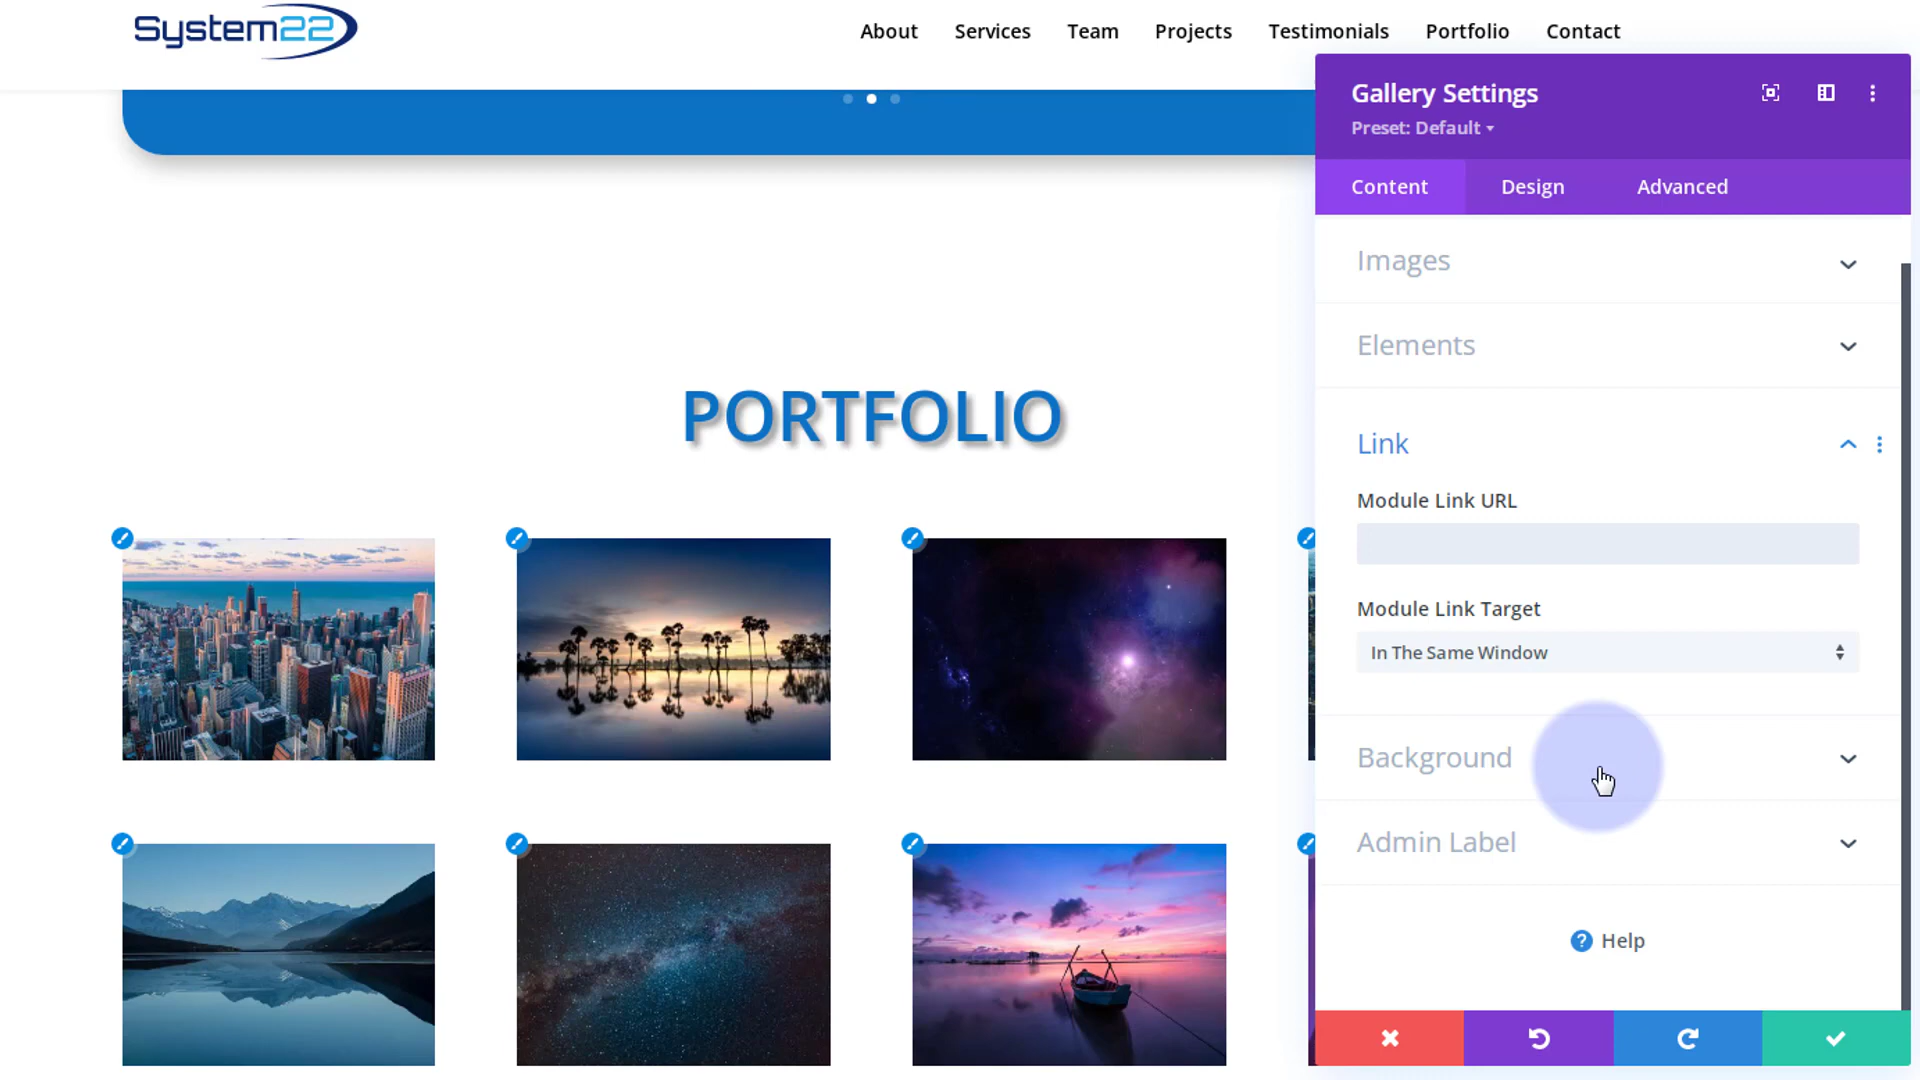 System22
About Services Team Projects Testimonials Portfolio Contact
Gallery Settings
Preset: Default
Content Design Advanced
Images
Elements
PORTFOLIO
Link
Module Link URL
Module Link Target
In The Same Window
Background
Admin Label
? Help